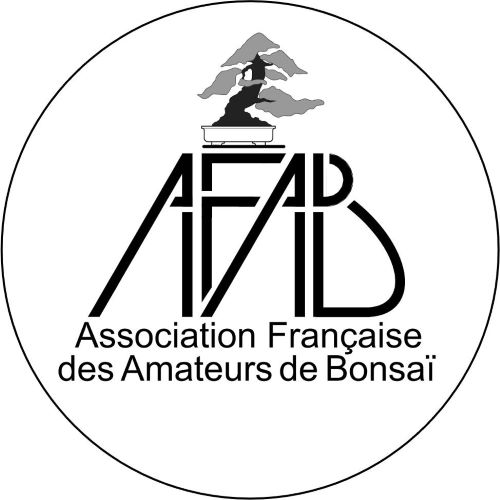 AFAB
Association Française
des Amateurs de Bonsaï